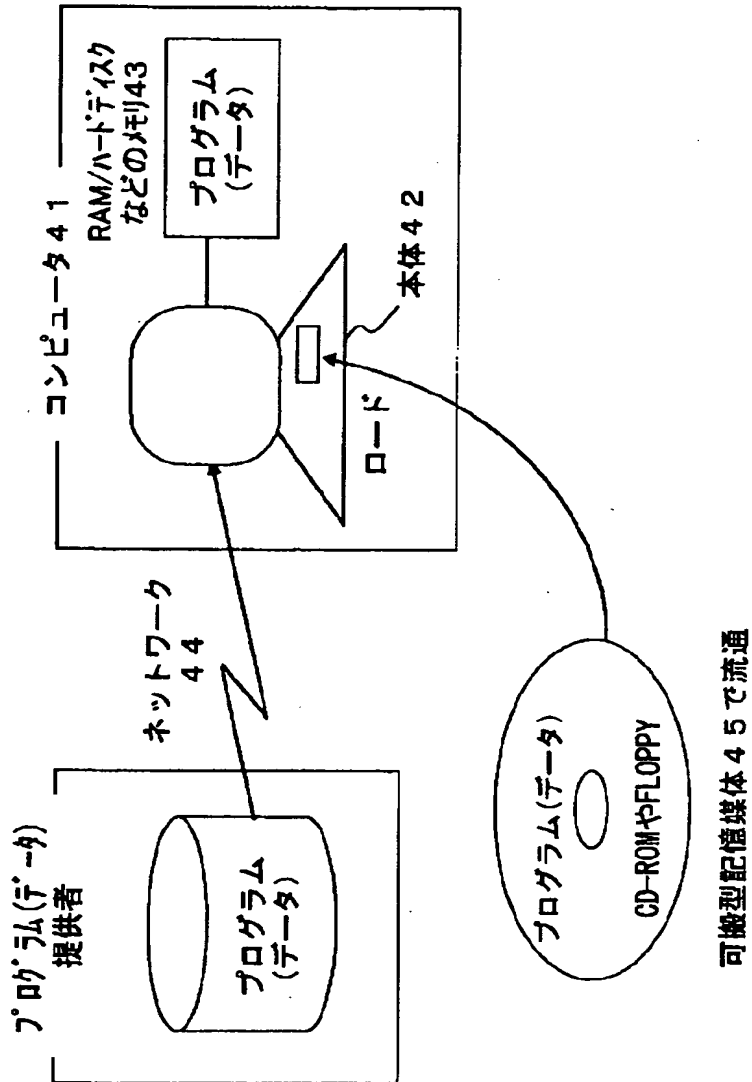 プログラム(データ)
提供者
プログラム
(データ)
ネットワーク
44
コンピュータ41
RAM/ハードディスク
などのメモリ43
プログラム
(データ)
本体42
ロード
プログラム(データ)
CD-ROMやFLOPPY
可搬型記憶媒体45で流通